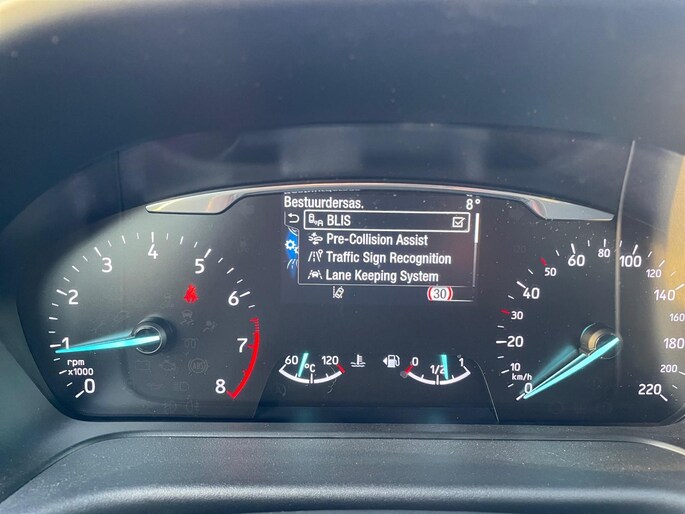 Bestuurdersas. 8°
BLIS
Pre-Collision Assist
Traffic Sign Recognition
Lane Keeping System
30
0 1 2 3 4 5 6 7 8
rpm
x1000
60 °C 120
0 1/2 1
0 10 20 30 40 50 60 80 100 120 140 160 180 200 220
km/h